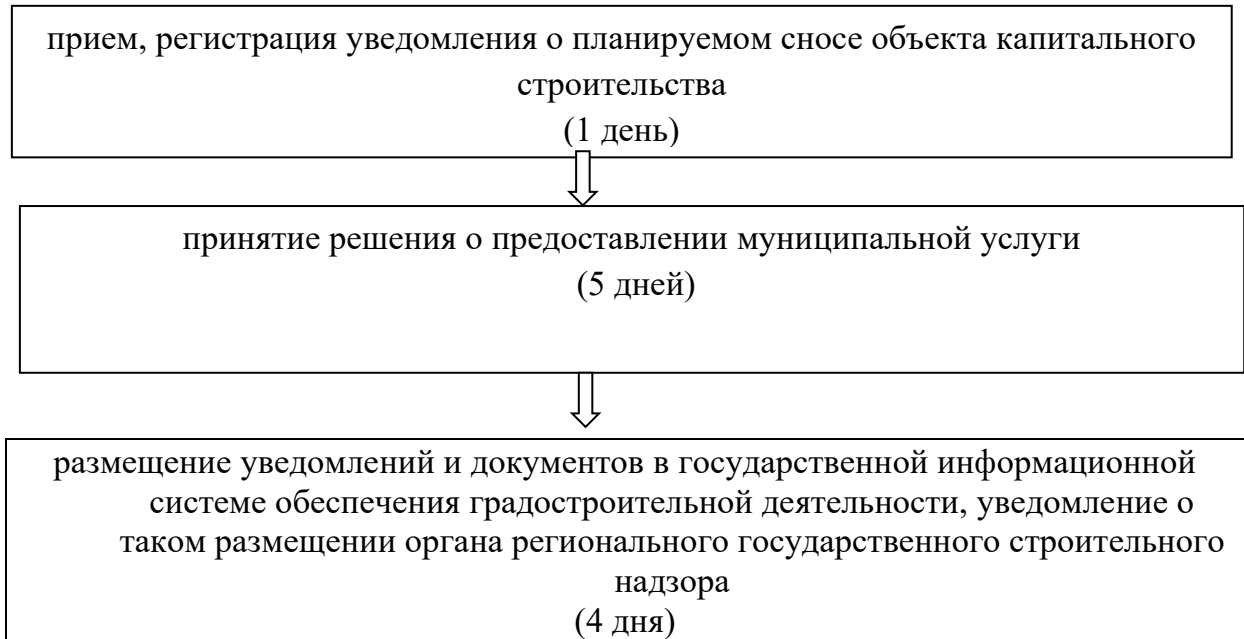 прием, регистрация уведомления о планируемом сносе объекта капитального
строительства
(1 день)
принятие решения о предоставлении муниципальной услуги
(5 дней)
размещение уведомлений и документов в государственной информационной
системе обеспечения градостроительной деятельности, уведомление о
таком размещении органа регионального государственного строительного
надзора
(4 дня)